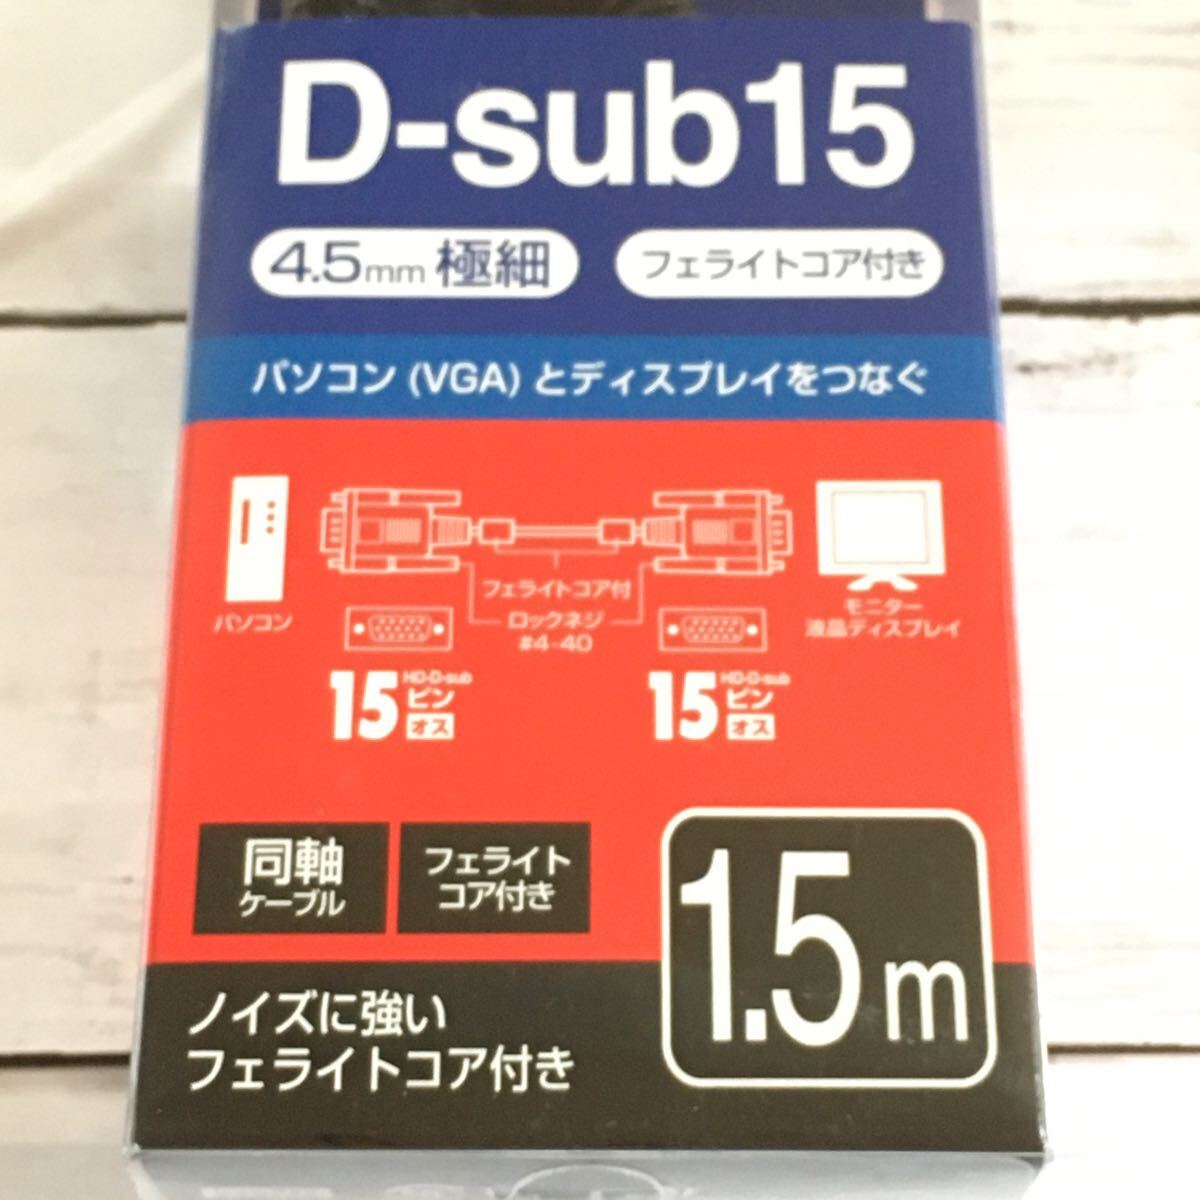 D-sub15
4.5mm 極細
フェライトコア付き
パソコン (VGA) とディスプレイをつなぐ
パソコン
フェライトコア付
ロックネジ
#4-40
モニター
液晶ディスプレイ
15 HD-D-sub ピン オス
15 HD-D-sub ピン オス
同軸
ケーブル
フェライト
コア付き
1.5m
ノイズに強い
フェライトコア付き